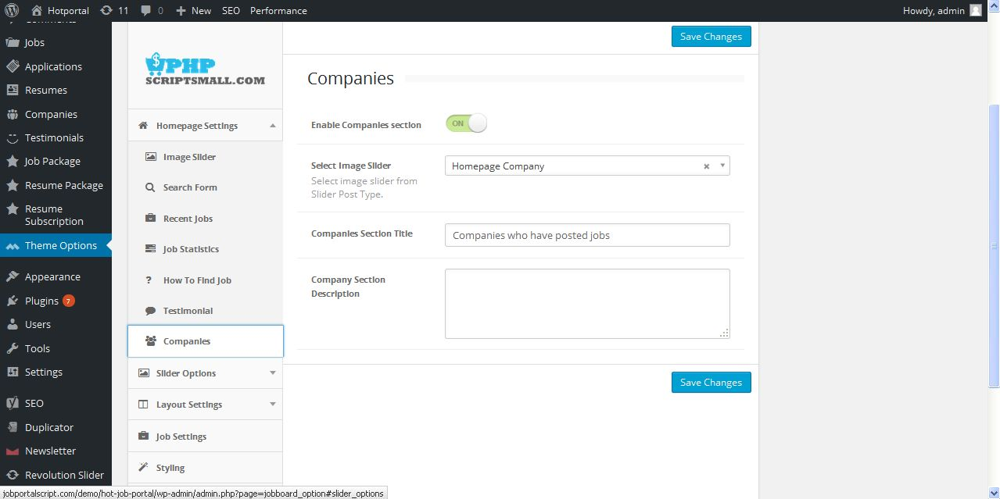 Hotportal 11 0 New SEO Performance Howdy, admin
Jobs
Applications
Resumes
Companies
Testimonials
Job Package
Resume Package
Resume
Subscription
Theme Options
Appearance
Plugins 7
Users
Tools
Settings
SEO
Duplicator
Newsletter
Revolution Slider
PHP
SCRIPTSMALL.COM
Homepage Settings
Image Slider
Search Form
Recent Jobs
Job Statistics
? How To Find Job
Testimonial
Companies
Slider Options
Layout Settings
Job Settings
Styling
Save Changes
Companies
Enable Companies section ON
Select Image Slider
Select image slider from
Slider Post Type.
Homepage Company
Companies Section Title
Companies who have posted jobs
Company Section
Description
Save Changes
jobportalscript.com/demo/hot-job-portal/wp-admin/admin.php?page=jobboard_option#slider_options